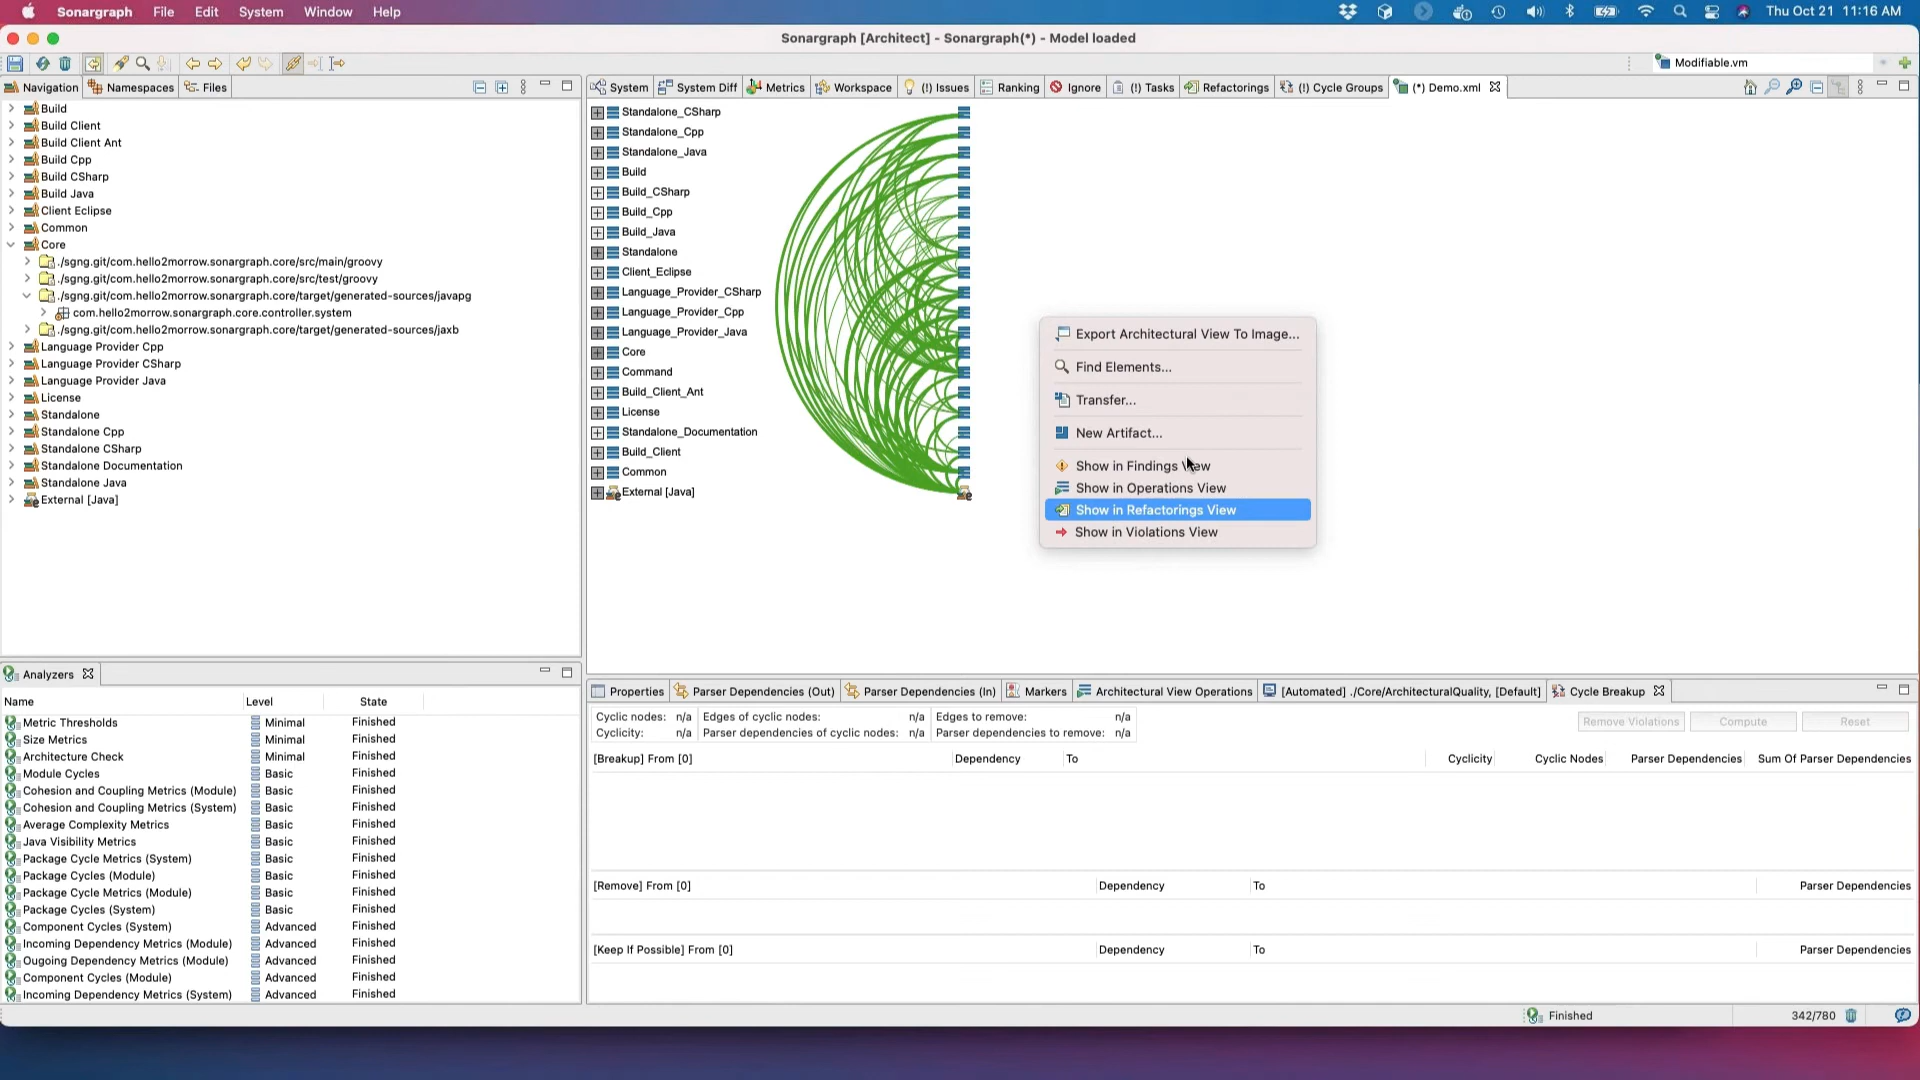 Sonargraph File Edit System Window Help Thu Oct 21 11:16 AM
Sonargraph [Architect] - Sonargraph(*) - Model loaded
Modifiable.vm
Navigation Namespaces Files
System System Diff Metrics Workspace (!) Issues Ranking Ignore (!) Tasks Refactorings (!) Cycle Groups (*) Demo.xml
Build
Build Client
Build Client Ant
Build Cpp
Build CSharp
Build Java
Client Eclipse
Common
Core
./sgng.git/com.hello2morrow.sonargraph.core/src/main/groovy
./sgng.git/com.hello2morrow.sonargraph.core/src/test/groovy
./sgng.git/com.hello2morrow.sonargraph.core/target/generated-sources/javapg
com.hello2morrow.sonargraph.core.controller.system
./sgng.git/com.hello2morrow.sonargraph.core/target/generated-sources/jaxb
Language Provider Cpp
Language Provider CSharp
Language Provider Java
License
Standalone
Standalone Cpp
Standalone CSharp
Standalone Documentation
Standalone Java
External [Java]
Standalone_CSharp
Standalone_Cpp
Standalone_Java
Build
Build_CSharp
Build_Cpp
Build_Java
Standalone
Client_Eclipse
Language_Provider_CSharp
Language_Provider_Cpp
Language_Provider_Java
Core
Command
Build_Client_Ant
License
Standalone_Documentation
Build_Client
Common
External [Java]
Export Architectural View To Image...
Find Elements...
Transfer...
New Artifact...
Show in Findings View
Show in Operations View
Show in Refactorings View
Show in Violations View
Analyzers
Name Level State
Metric Thresholds Minimal Finished
Size Metrics Minimal Finished
Architecture Check Minimal Finished
Module Cycles Basic Finished
Cohesion and Coupling Metrics (Module) Basic Finished
Cohesion and Coupling Metrics (System) Basic Finished
Average Complexity Metrics Basic Finished
Java Visibility Metrics Basic Finished
Package Cycle Metrics (System) Basic Finished
Package Cycles (Module) Basic Finished
Package Cycle Metrics (Module) Basic Finished
Package Cycles (System) Basic Finished
Component Cycles (System) Advanced Finished
Incoming Dependency Metrics (Module) Advanced Finished
Ougoing Dependency Metrics (Module) Advanced Finished
Component Cycles (Module) Advanced Finished
Incoming Dependency Metrics (System) Advanced Finished
Properties Parser Dependencies (Out) Parser Dependencies (In) Markers Architectural View Operations [Automated] ./Core/ArchitecturalQuality, [Default] Cycle Breakup
Cyclic nodes: n/a Edges of cyclic nodes: n/a Edges to remove: n/a
Remove Violations Compute Reset
Cyclicity: n/a Parser dependencies of cyclic nodes: n/a Parser dependencies to remove: n/a
[Breakup] From [0] Dependency To Cyclicity Cyclic Nodes Parser Dependencies Sum Of Parser Dependencies
[Remove] From [0] Dependency To Parser Dependencies
[Keep If Possible] From [0] Dependency To Parser Dependencies
Finished 342/780